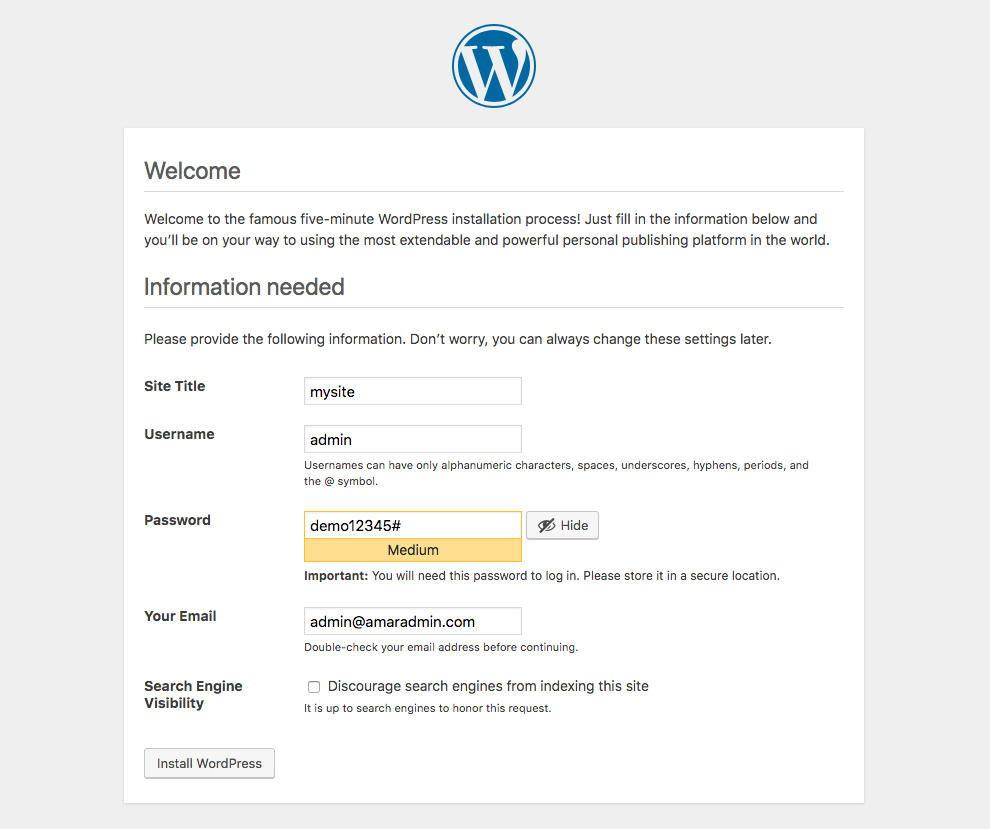 Welcome
Welcome to the famous five-minute WordPress installation process! Just fill in the information below and
you’ll be on your way to using the most extendable and powerful personal publishing platform in the world.
Information needed
Please provide the following information. Don’t worry, you can always change these settings later.
Site Title
mysite
Username
admin
Usernames can have only alphanumeric characters, spaces, underscores, hyphens, periods, and
the @ symbol.
Password
demo12345#
Hide
Medium
Important: You will need this password to log in. Please store it in a secure location.
Your Email
admin@amaradmin.com
Double-check your email address before continuing.
Search Engine
Visibility
Discourage search engines from indexing this site
It is up to search engines to honor this request.
Install WordPress